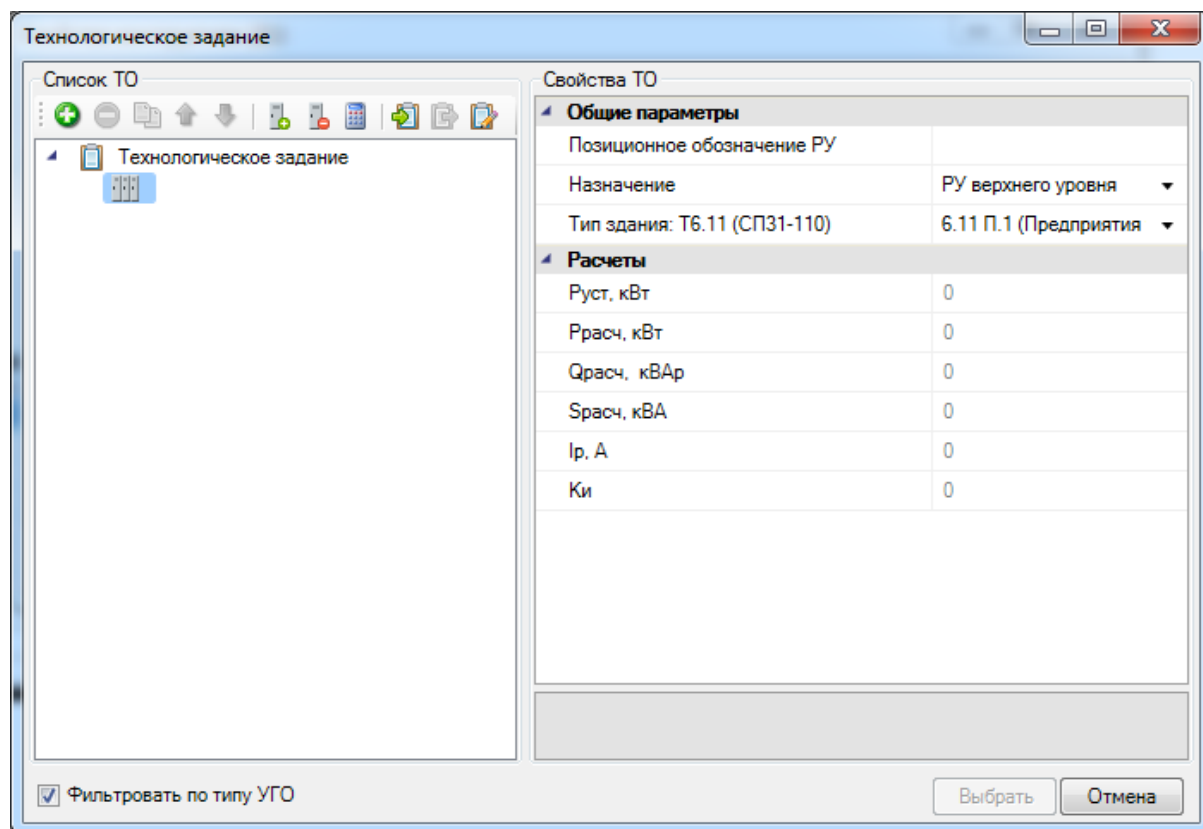 Технологическое задание
Список ТО
Технологическое задание
Свойства ТО
Общие параметры
Позиционное обозначение РУ
Назначение РУ верхнего уровня
Тип здания: Т6.11 (СП31-110) 6.11 П.1 (Предприятия
Расчеты
Руст, кВт 0
Ррасч, кВт 0
Qрасч, кВАр 0
Sрасч, кВА 0
Iр, А 0
Ки 0
Фильтровать по типу УГО
Выбрать Отмена